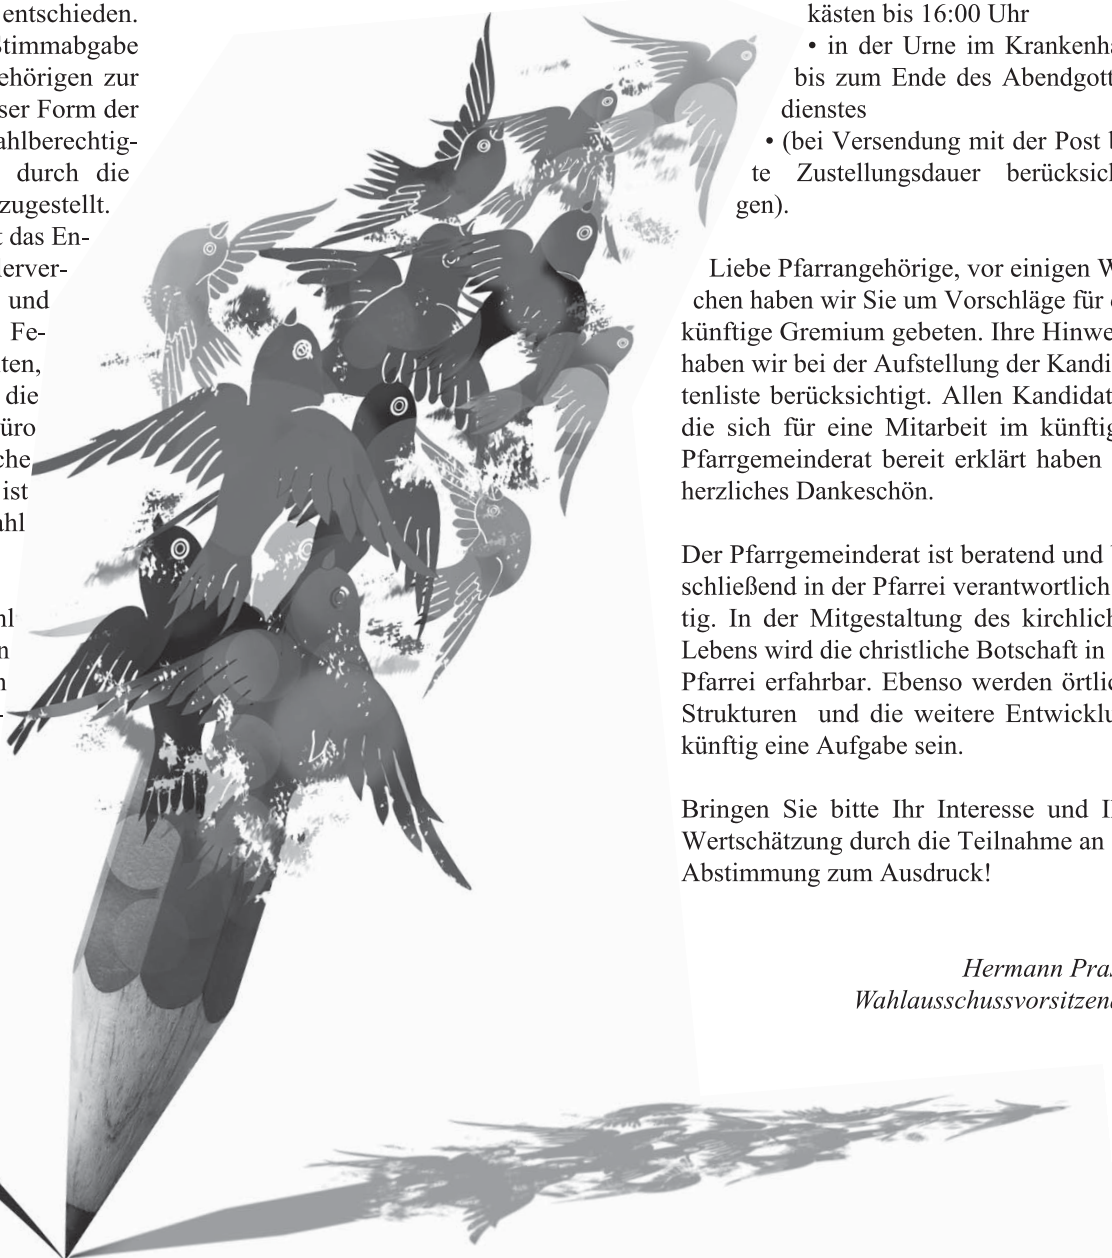 entschieden.
Stimmabgabe
ehörigen zur
ser Form der
ahlberechtig-
durch die
zugestellt.
t das En-
lerver-
und
Fe-
ten,
die
üro
che
ist
ahl
hl
n
n
-
kästen bis 16:00 Uhr
• in der Urne im Krankenha
bis zum Ende des Abendgott
dienstes
• (bei Versendung mit der Post b
te Zustellungsdauer berücksich
gen).
Liebe Pfarrangehörige, vor einigen W
chen haben wir Sie um Vorschläge für d
künftige Gremium gebeten. Ihre Hinwe
haben wir bei der Aufstellung der Kandi
tenliste berücksichtigt. Allen Kandidat
die sich für eine Mitarbeit im künftig
Pfarrgemeinderat bereit erklärt haben
herzliches Dankeschön.
Der Pfarrgemeinderat ist beratend und
schließend in der Pfarrei verantwortlich
tig. In der Mitgestaltung des kirchlich
Lebens wird die christliche Botschaft in
Pfarrei erfahrbar. Ebenso werden örtlic
Strukturen und die weitere Entwicklu
künftig eine Aufgabe sein.
Bringen Sie bitte Ihr Interesse und Ih
Wertschätzung durch die Teilnahme an
Abstimmung zum Ausdruck!
Hermann Pras
Wahlausschussvorsitzend